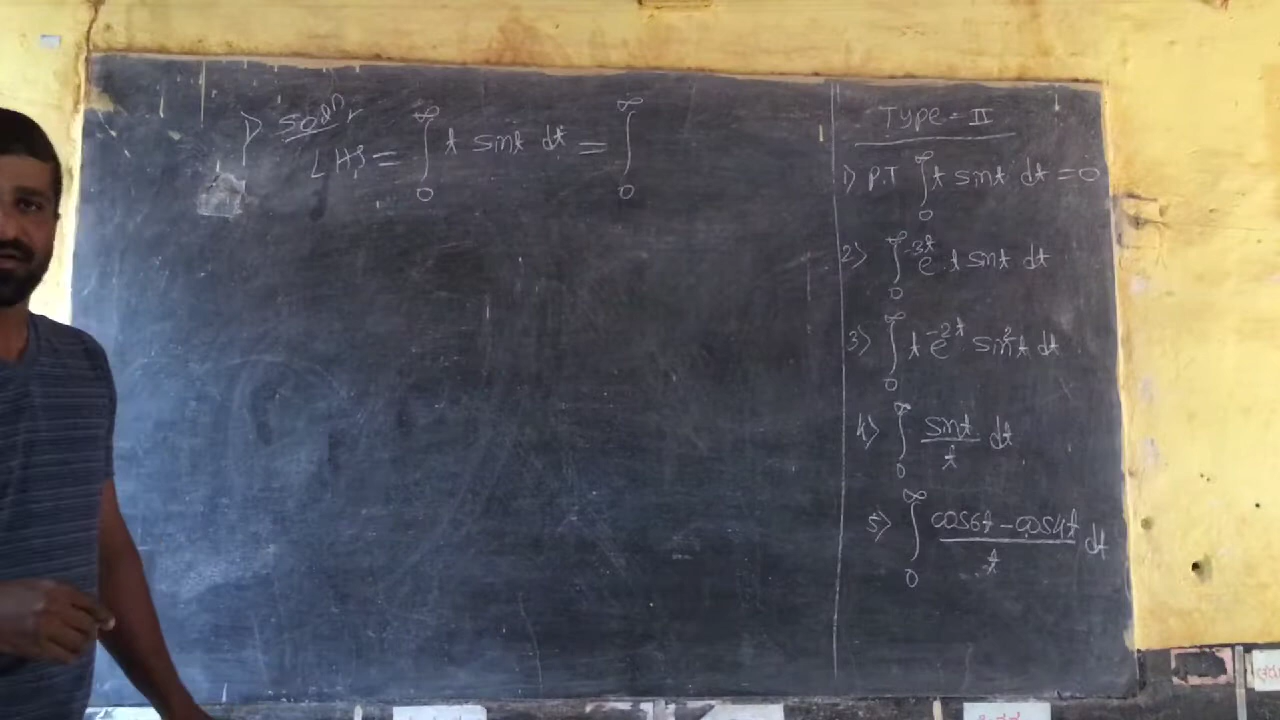 1) Soln:
LHS = ∫₀^∞ t sint dt = ∫₀^∞
TYPE = II
1) P.T ∫₀^∞ t sint dt = 0
2) ∫₀^∞ e^{-3t} t sint dt
3) ∫₀^∞ t e^{-2t} sin²t dt
4) ∫₀^∞ sint/t dt
5) ∫₀^∞ (cos6t - cos4t)/t dt